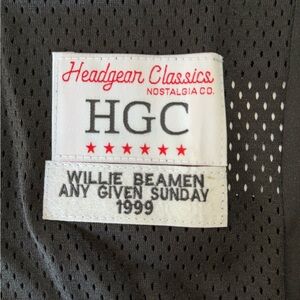 Headgear Classics
NOSTALGIA CO.
HGC
WILLIE BEAMEN
ANY GIVEN SUNDAY
1999